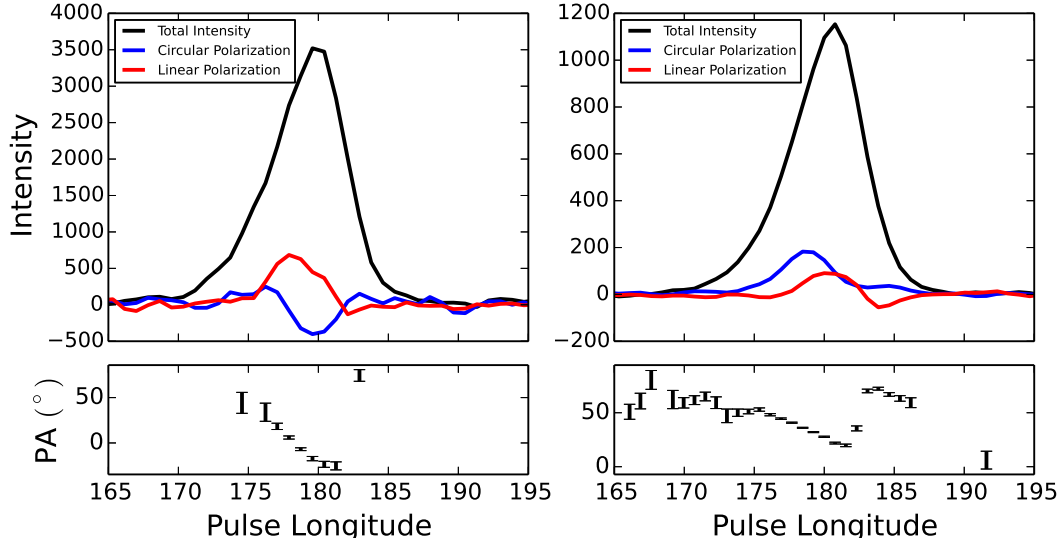 4000
3500
3000
2500
2000
1500
1000
500
0
−500
Intensity
Total Intensity
Circular Polarization
Linear Polarization
50
0
PA (°)
165 170 175 180 185 190 195
Pulse Longitude
1200
1000
800
600
400
200
0
−200
Total Intensity
Circular Polarization
Linear Polarization
50
0
165 170 175 180 185 190 195
Pulse Longitude